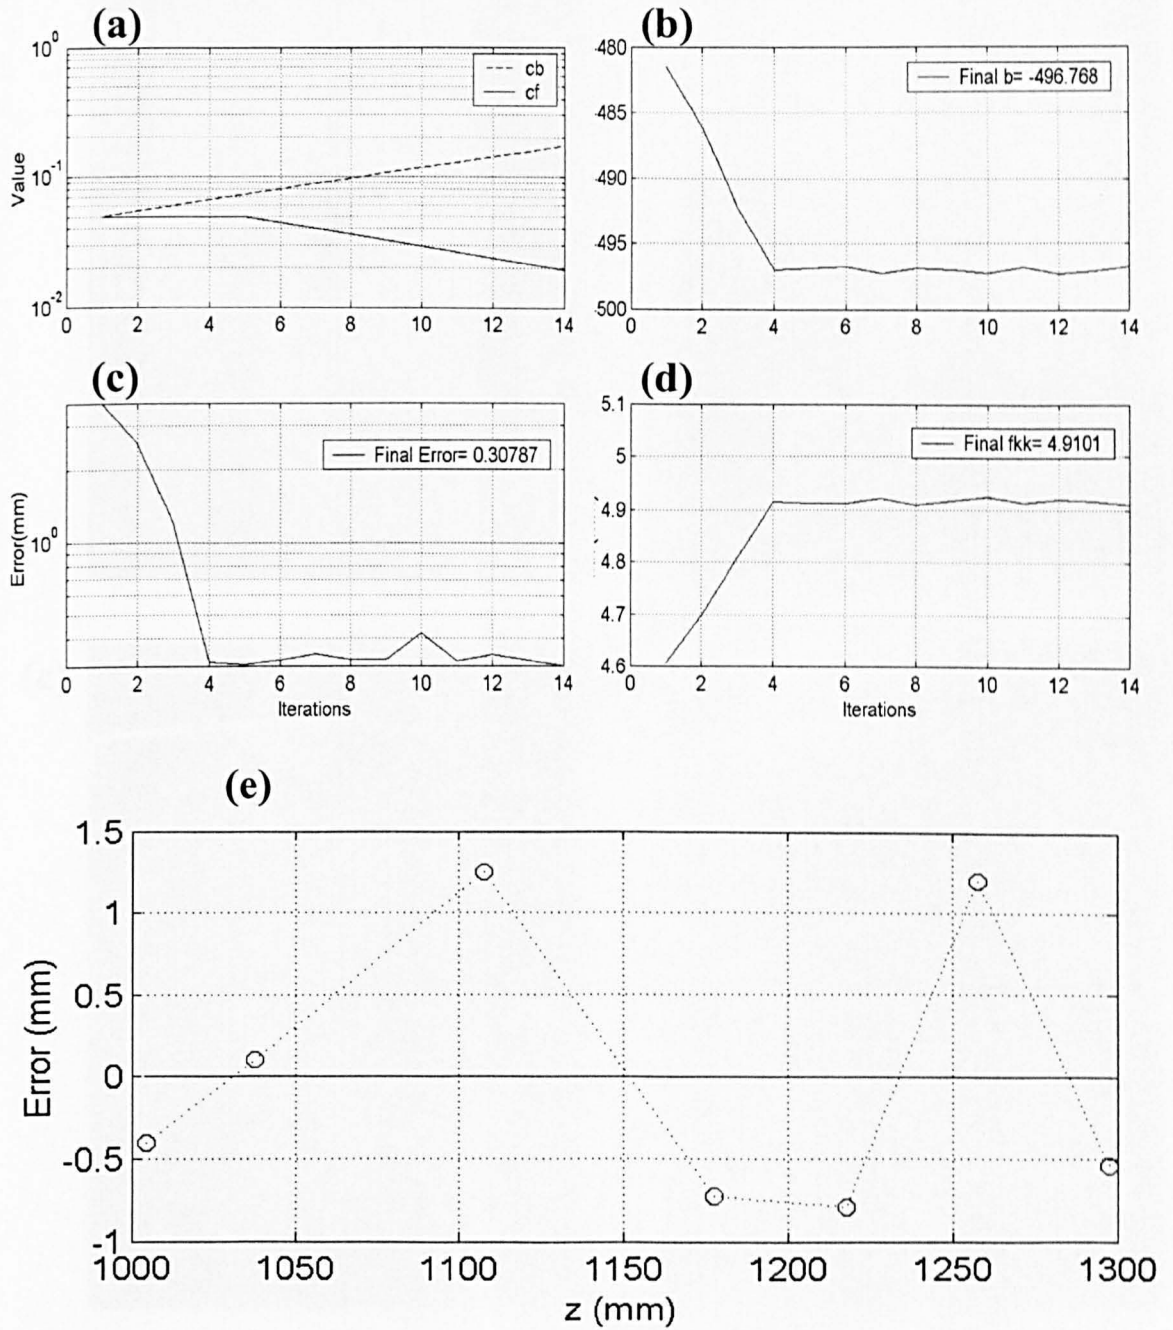 (a)
10^0
10^-1
10^-2
Value
cb
cf
0 2 4 6 8 10 12 14
(b)
-480
-485
-490
-495
-500
Final b= -496.768
0 2 4 6 8 10 12 14
(c)
10^0
Error(mm)
Final Error= 0.30787
0 2 4 6 8 10 12 14
Iterations
(d)
5.1
5
4.9
4.8
4.7
4.6
Final fkk= 4.9101
0 2 4 6 8 10 12 14
Iterations
(e)
1.5
1
0.5
0
-0.5
-1
Error (mm)
1000 1050 1100 1150 1200 1250 1300
z (mm)